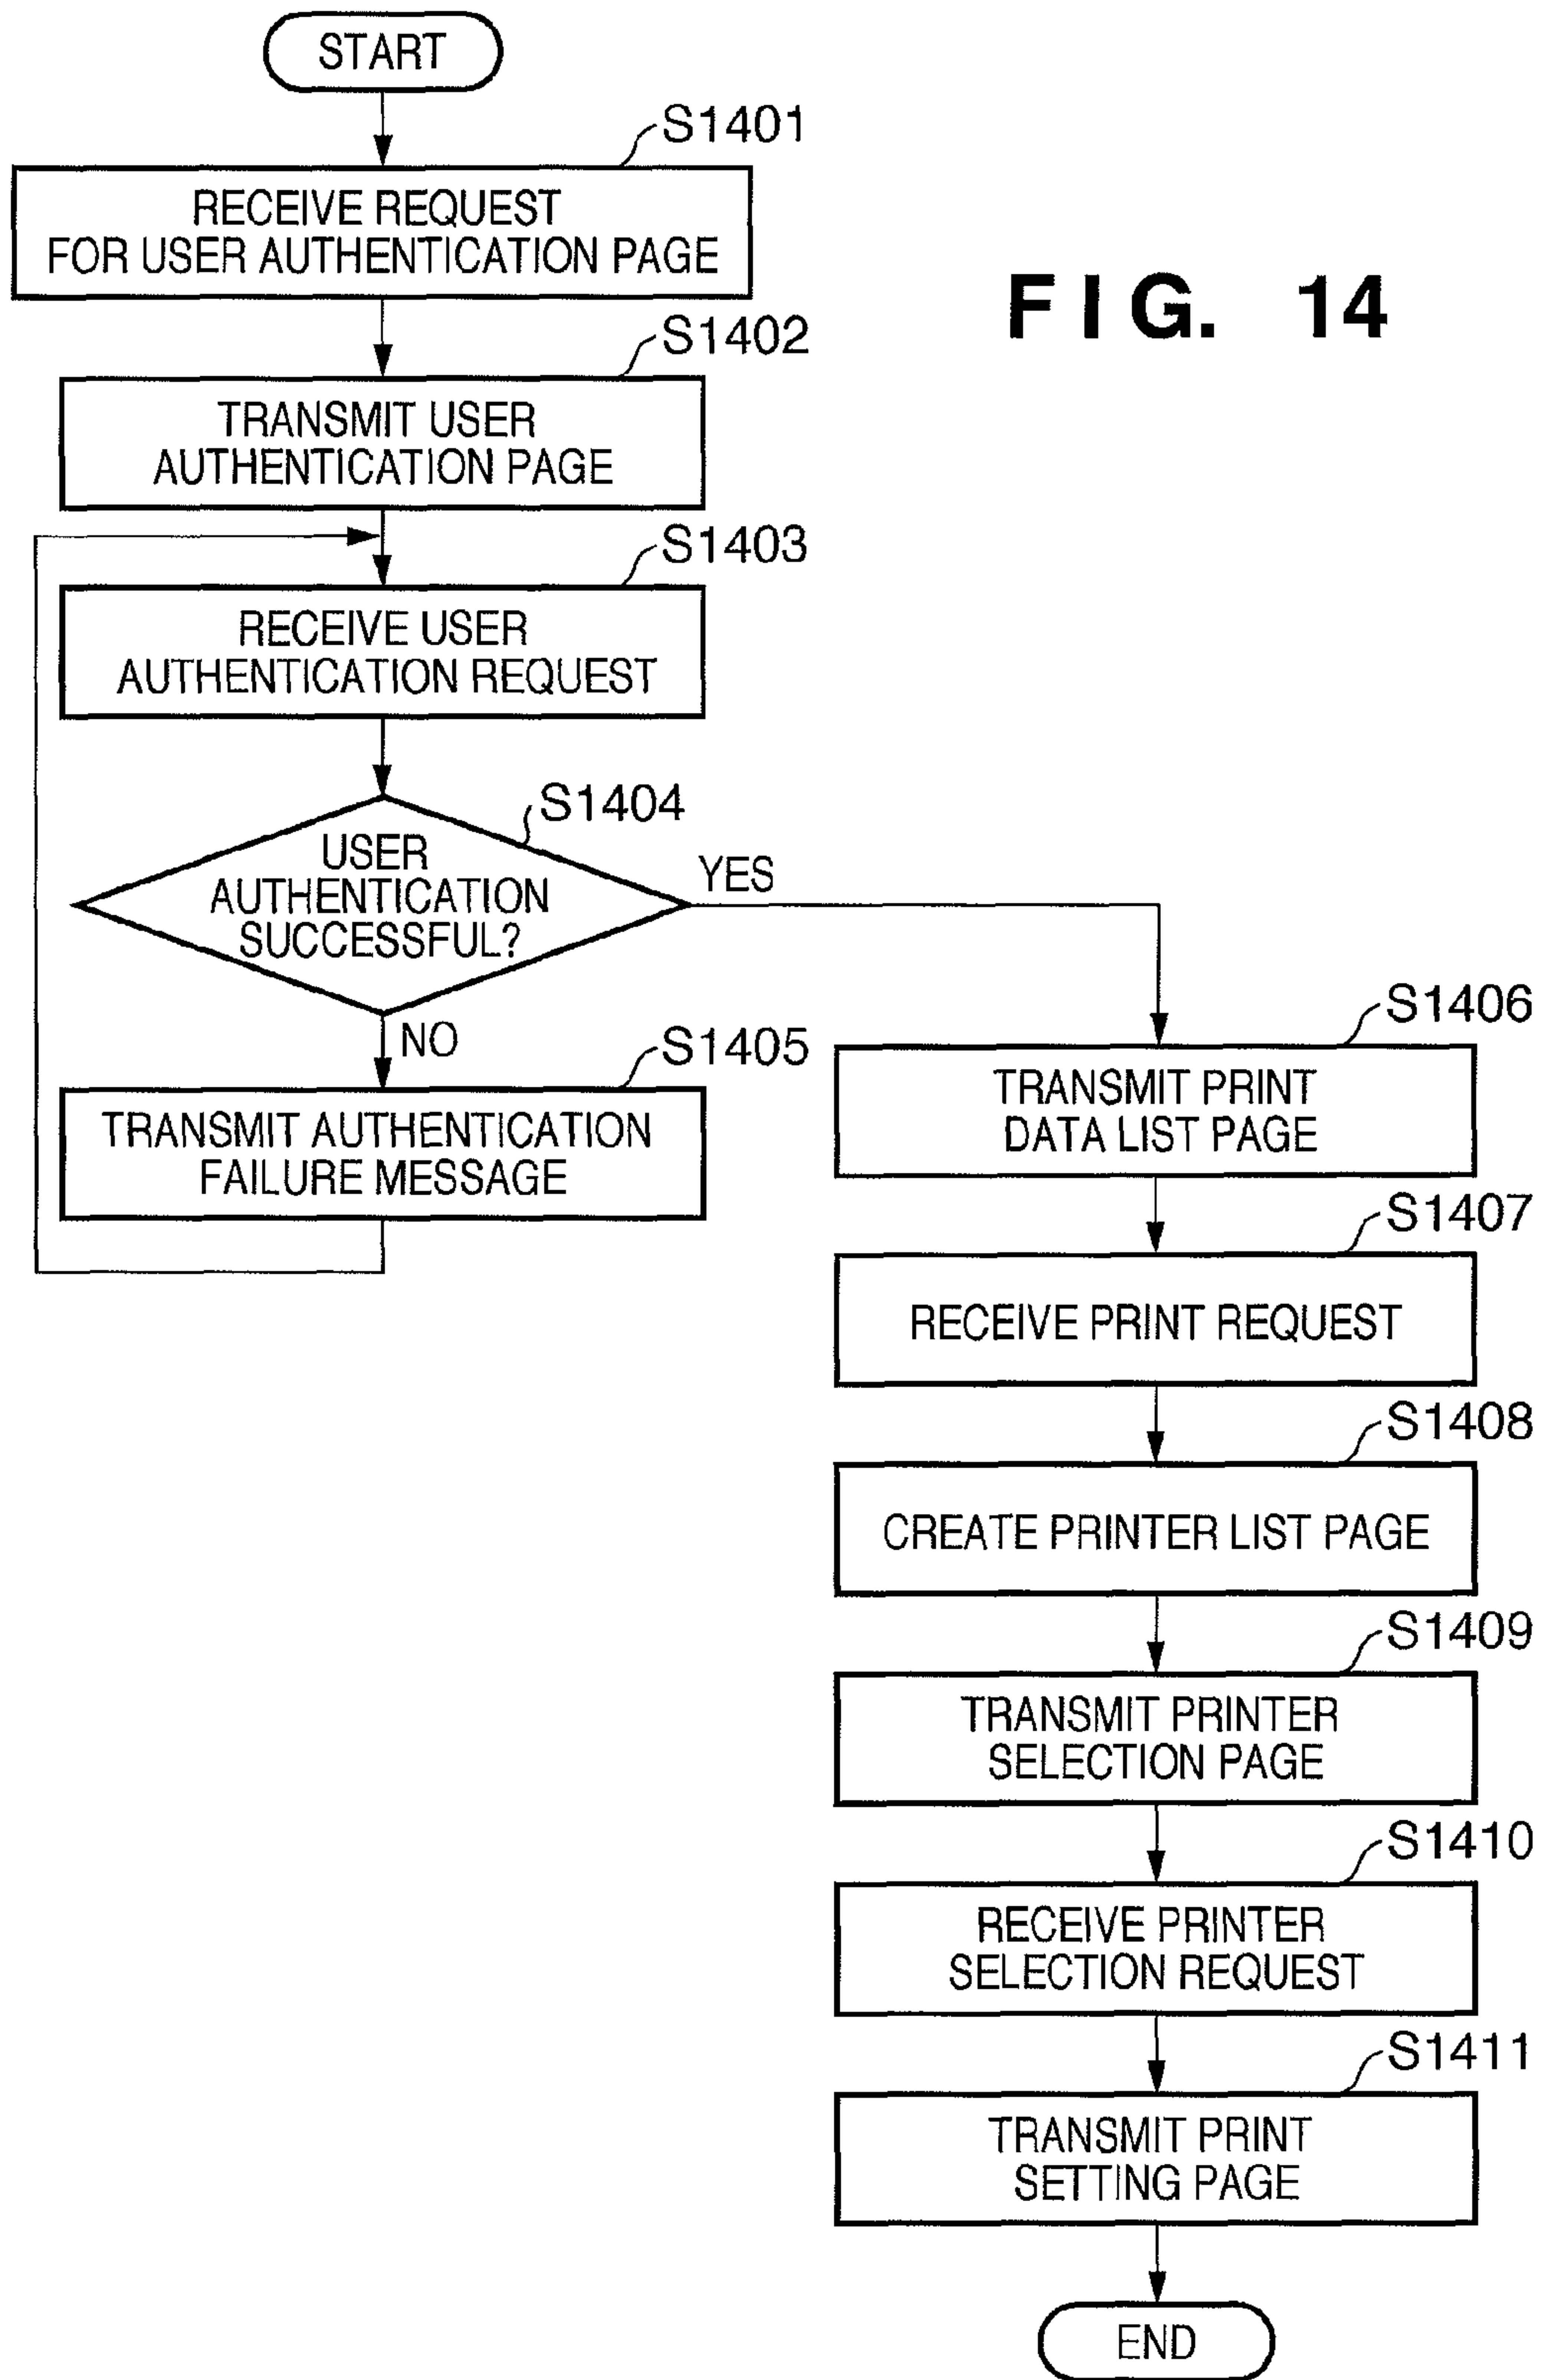 START
S1401
RECEIVE REQUEST
FOR USER AUTHENTICATION PAGE
FIG. 14
S1402
TRANSMIT USER
AUTHENTICATION PAGE
S1403
RECEIVE USER
AUTHENTICATION REQUEST
S1404
USER
AUTHENTICATION
SUCCESSFUL?
YES
NO
S1405
TRANSMIT AUTHENTICATION
FAILURE MESSAGE
S1406
TRANSMIT PRINT
DATA LIST PAGE
S1407
RECEIVE PRINT REQUEST
S1408
CREATE PRINTER LIST PAGE
S1409
TRANSMIT PRINTER
SELECTION PAGE
S1410
RECEIVE PRINTER
SELECTION REQUEST
S1411
TRANSMIT PRINT
SETTING PAGE
END